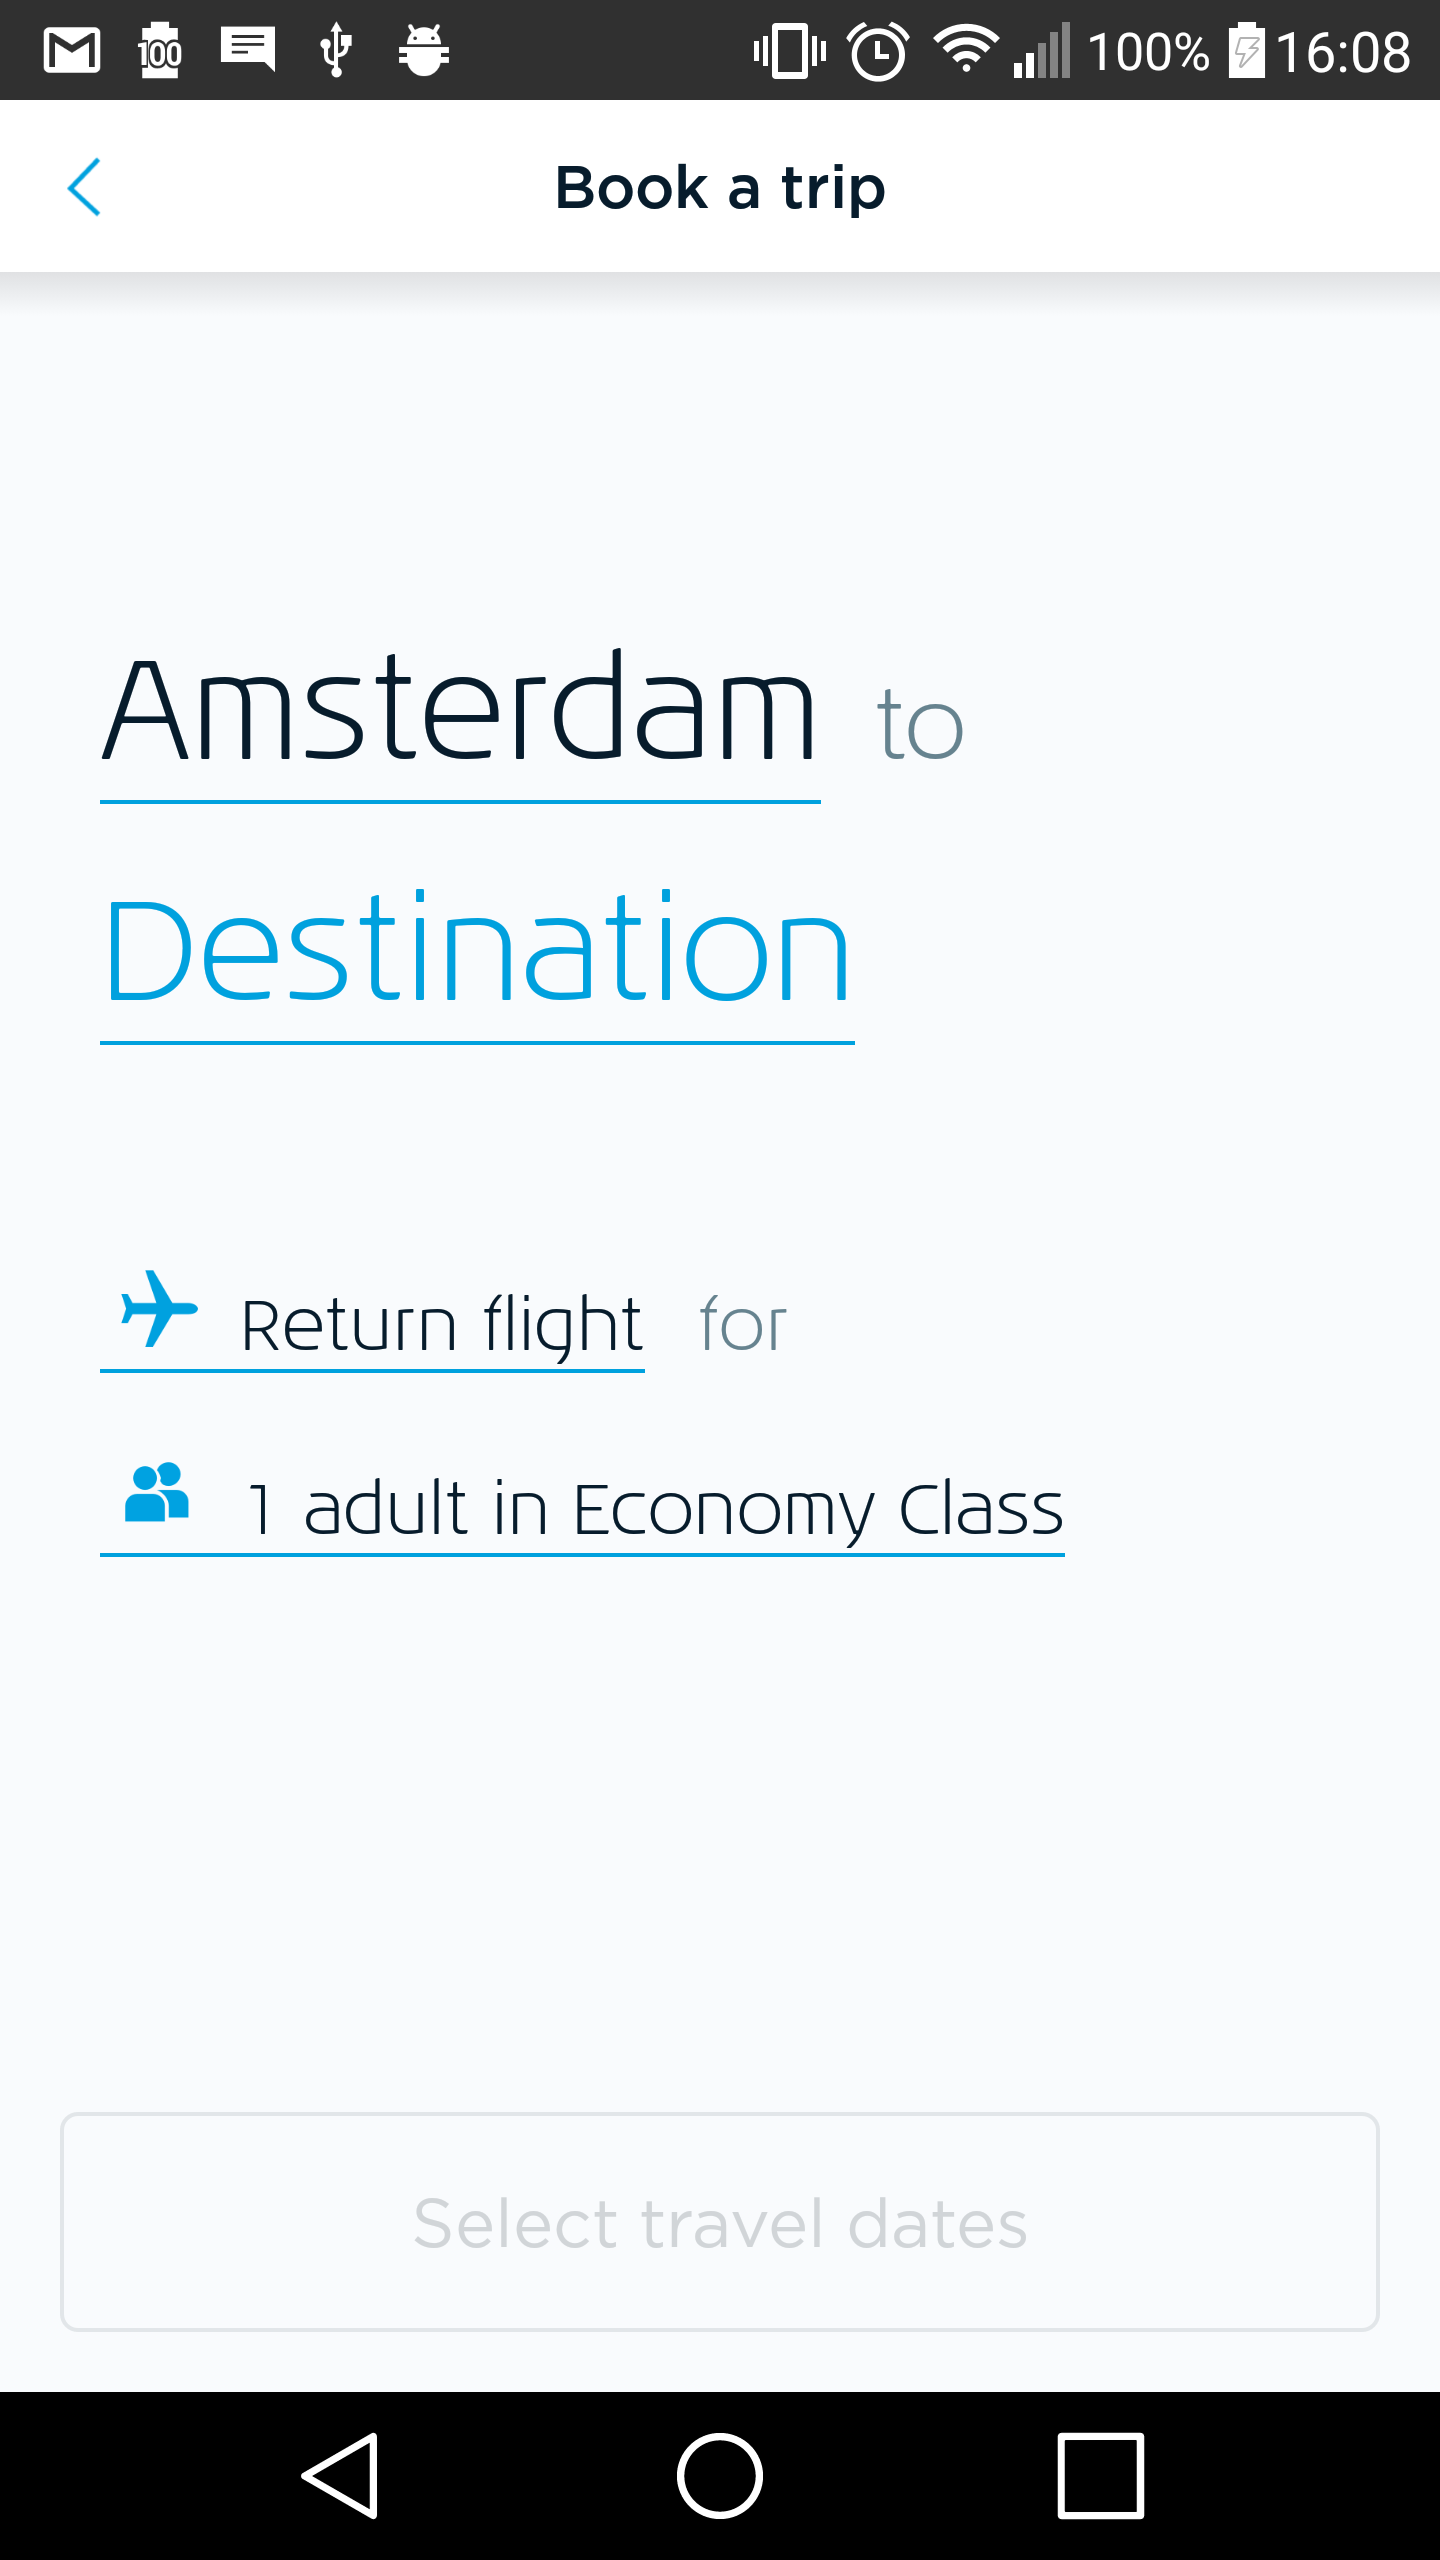 100 100% 16:08
Book a trip
Amsterdam to
Destination
Return flight for
1 adult in Economy Class
Select travel dates